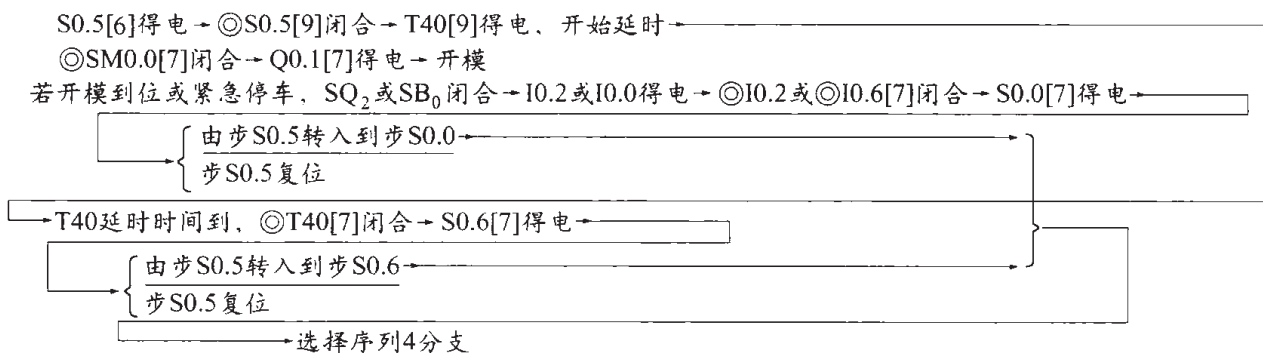 S0.5[6]得电→◎S0.5[9]闭合→T40[9]得电、开始延时→
◎SM0.0[7]闭合→Q0.1[7]得电→开模
若开模到位或紧急停车，SQ₂或SB₀闭合→I0.2或I0.0得电→◎I0.2或◎I0.6[7]闭合→S0.0[7]得电→
由步S0.5转入到步S0.0
步S0.5复位
T40延时时间到，◎T40[7]闭合→S0.6[7]得电→
由步S0.5转入到步S0.6
步S0.5复位
选择序列4分支